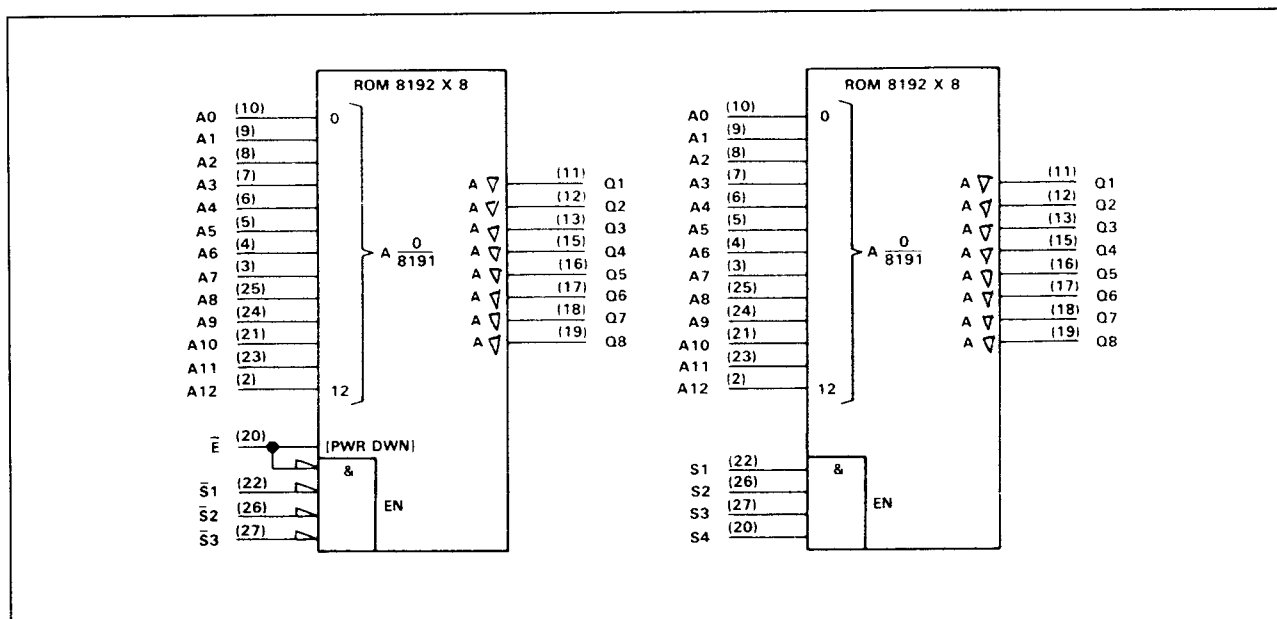 ROM 8192 X 8
A0 (10) 0
A1 (9)
A2 (8)
A3 (7)
A4 (6)
A5 (5)
A6 (4)
A7 (3)
A8 (25)
A9 (24)
A10 (21)
A11 (23)
A12 (2) 12
A 0/8191
A (11) Q1
A (12) Q2
A (13) Q3
A (15) Q4
A (16) Q5
A (17) Q6
A (18) Q7
A (19) Q8
E̅ (20) [PWR DWN]
&
S̅1 (22)
S̅2 (26)
S̅3 (27)
EN
ROM 8192 X 8
A0 (10) 0
A1 (9)
A2 (8)
A3 (7)
A4 (6)
A5 (5)
A6 (4)
A7 (3)
A8 (25)
A9 (24)
A10 (21)
A11 (23)
A12 (2) 12
A 0/8191
A (11) Q1
A (12) Q2
A (13) Q3
A (15) Q4
A (16) Q5
A (17) Q6
A (18) Q7
A (19) Q8
S1 (22) &
S2 (26)
S3 (27)
S4 (20)
EN